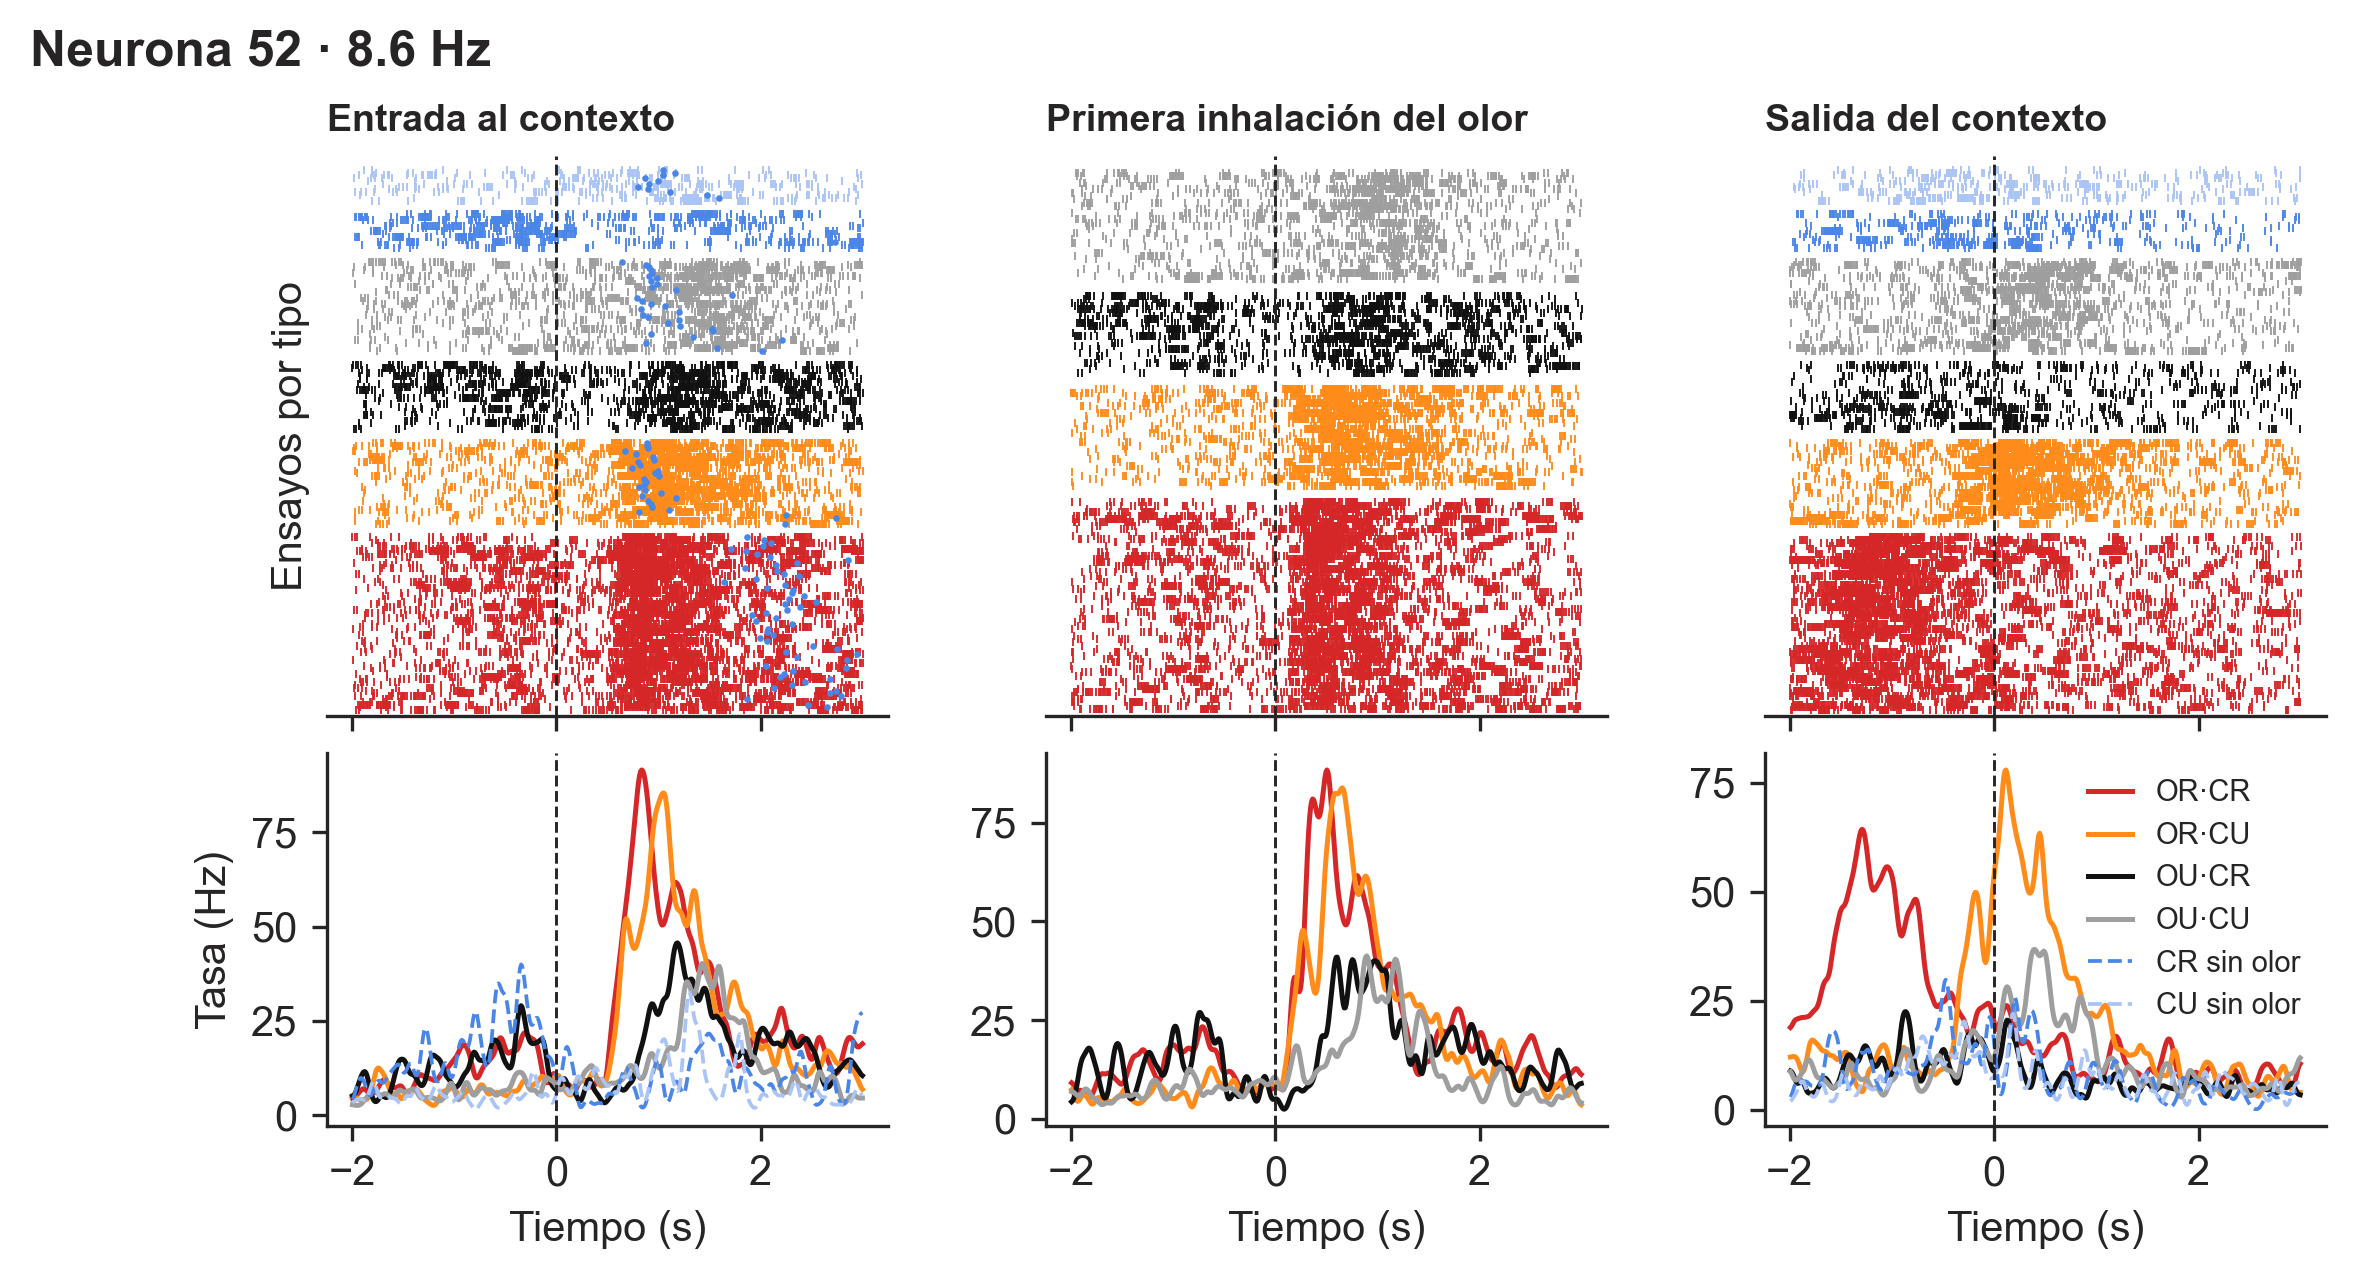 Neurona 52 · 8.6 Hz
Entrada al contexto
Primera inhalación del olor
Salida del contexto
Ensayos por tipo
Tasa (Hz)
75
50
25
0
−2
0
2
Tiempo (s)
75
50
25
0
−2
0
2
Tiempo (s)
75
50
25
0
−2
0
2
Tiempo (s)
OR·CR
OR·CU
OU·CR
OU·CU
CR sin olor
CU sin olor